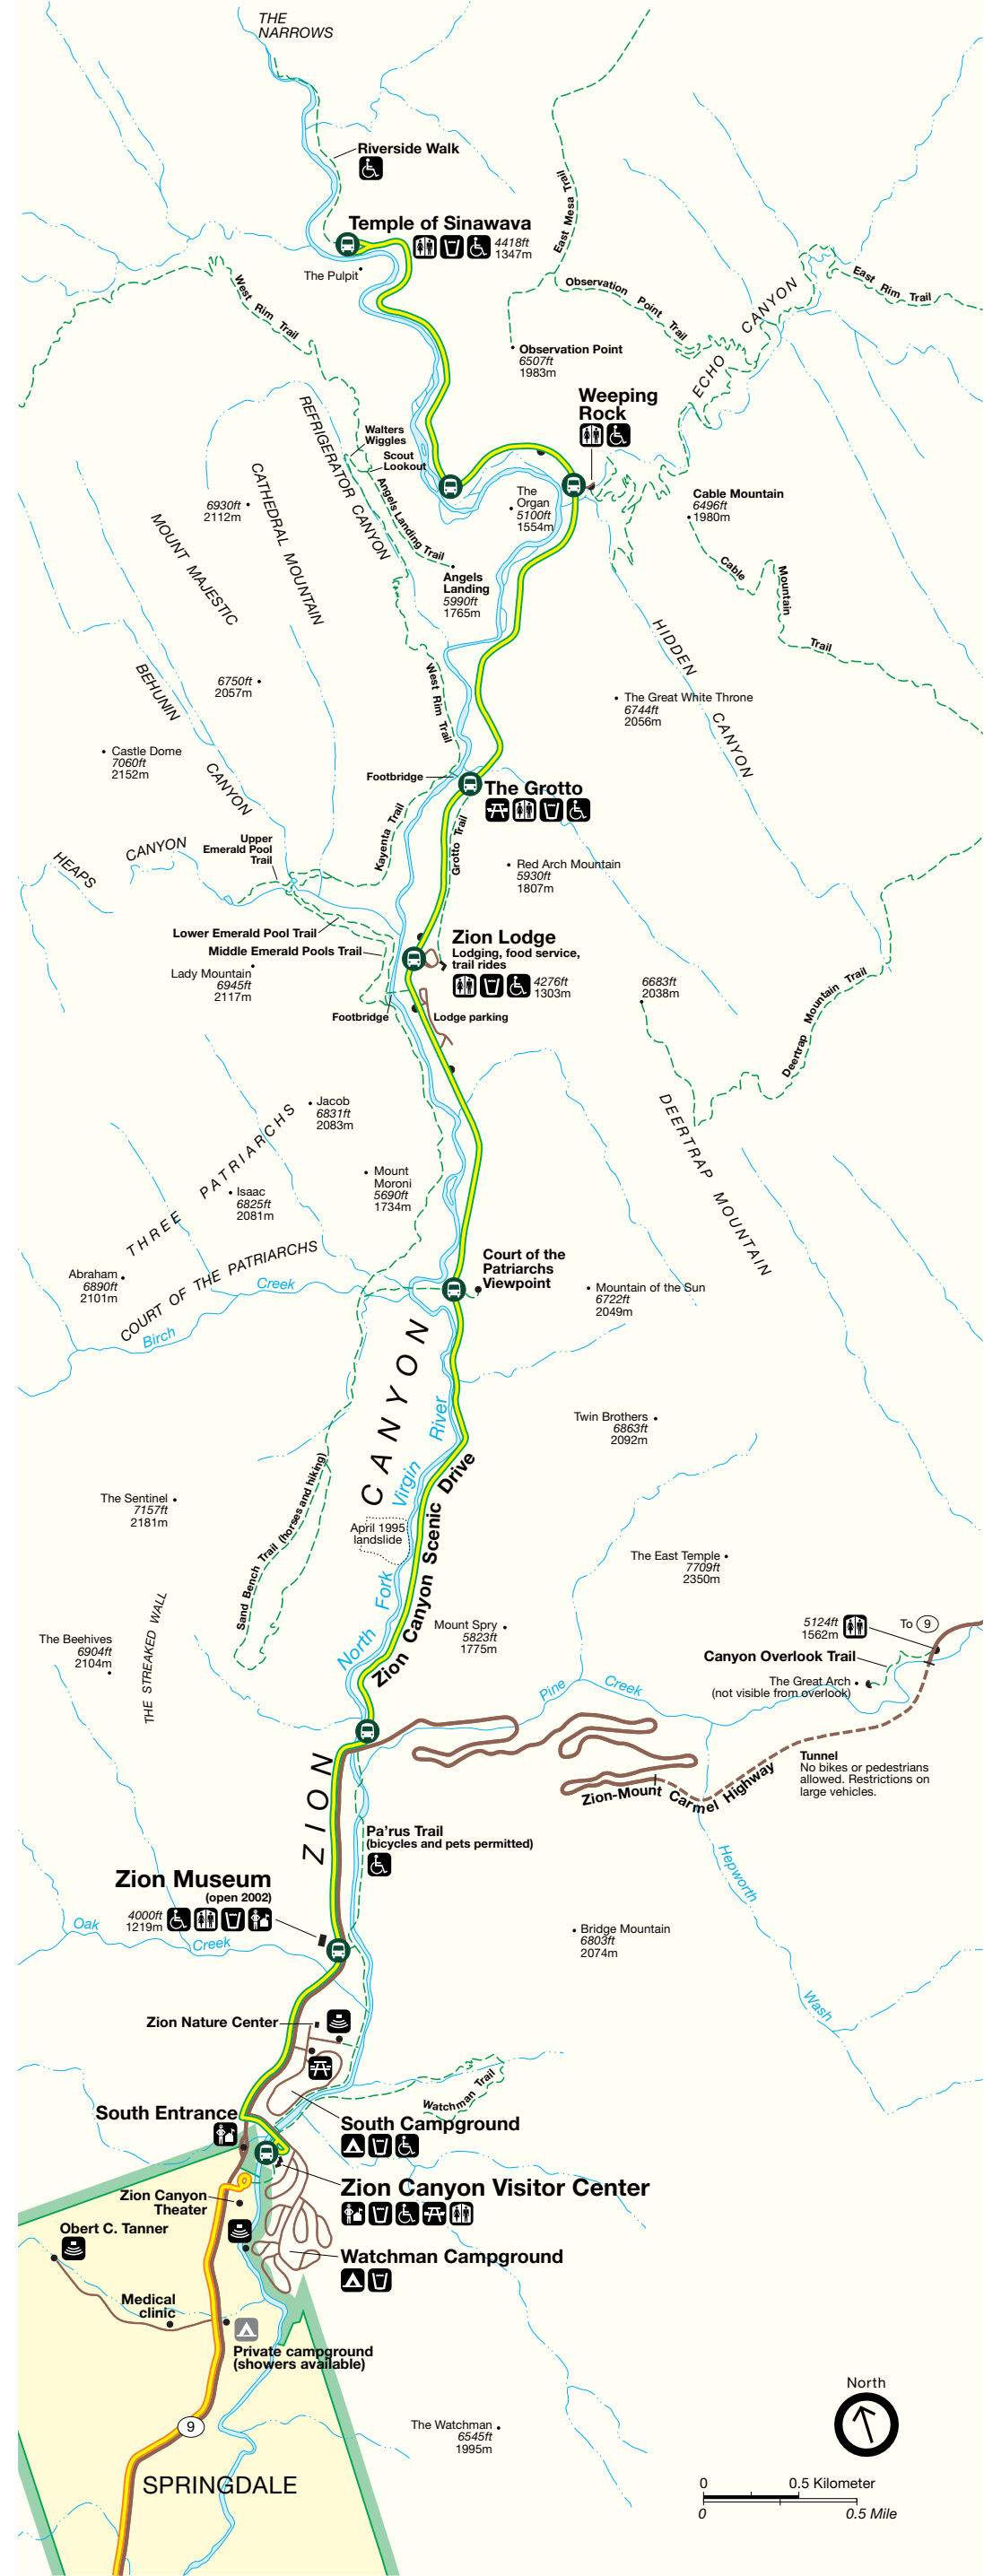 THE
NARROWS
Riverside Walk
Temple of Sinawava
4418ft
1347m
The Pulpit
East Mesa Trail
West Rim Trail
Observation Point Trail
East Rim Trail
ECHO CANYON
Observation Point
6507ft
1983m
Weeping
Rock
REFRIGERATOR CANYON
Walters
Wiggles
Scout
Lookout
Angels Landing Trail
CATHEDRAL MOUNTAIN
6930ft
2112m
MOUNT MAJESTIC
The
Organ
5100ft
1554m
Cable Mountain
6496ft
1980m
Cable Mountain Trail
Angels
Landing
5990ft
1765m
HIDDEN CANYON
BEHUNIN CANYON
6750ft
2057m
West Rim Trail
The Great White Throne
6744ft
2056m
Castle Dome
7060ft
2152m
Footbridge
The Grotto
Kayenta Trail
Grotto Trail
HEAPS CANYON
Upper
Emerald Pool
Trail
Red Arch Mountain
5930ft
1807m
Lower Emerald Pool Trail
Middle Emerald Pools Trail
Zion Lodge
Lodging, food service,
trail rides
4276ft
1303m
Lady Mountain
6945ft
2117m
6683ft
2038m
Footbridge
Lodge parking
Deertrap Mountain Trail
DEERTRAP MOUNTAIN
Jacob
6831ft
2083m
THREE PATRIARCHS
Mount
Moroni
5690ft
1734m
Isaac
6825ft
2081m
Abraham
6890ft
2101m
COURT OF THE PATRIARCHS
Birch Creek
Court of the
Patriarchs
Viewpoint
Mountain of the Sun
6722ft
2049m
ZION CANYON
North Fork Virgin River
Zion Canyon Scenic Drive
Twin Brothers
6863ft
2092m
The Sentinel
7157ft
2181m
Sand Bench Trail (horses and hiking)
April 1995
landslide
The East Temple
7709ft
2350m
THE STREAKED WALL
The Beehives
6904ft
2104m
Mount Spry
5823ft
1775m
5124ft
1562m
To 9
Canyon Overlook Trail
The Great Arch
(not visible from overlook)
Pine Creek
Zion-Mount Carmel Highway
Tunnel
No bikes or pedestrians
allowed. Restrictions on
large vehicles.
Pa'rus Trail
(bicycles and pets permitted)
Hepworth Wash
Zion Museum
(open 2002)
4000ft
1219m
Oak Creek
Bridge Mountain
6803ft
2074m
Zion Nature Center
Watchman Trail
South Entrance
South Campground
Zion Canyon Visitor Center
Zion Canyon
Theater
Obert C. Tanner
Watchman Campground
Medical
clinic
Private campground
(showers available)
9
The Watchman
6545ft
1995m
SPRINGDALE
North
0 0.5 Kilometer
0 0.5 Mile